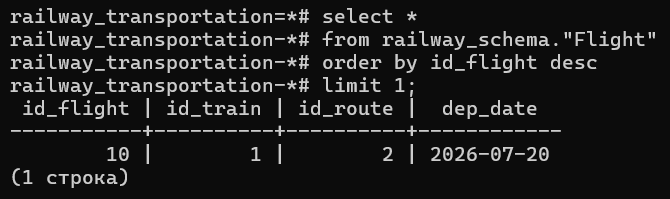 railway_transportation=*# select *
railway_transportation-*# from railway_schema."Flight"
railway_transportation-*# order by id_flight desc
railway_transportation-*# limit 1;
 id_flight | id_train | id_route |  dep_date
-----------+----------+----------+------------
        10 |        1 |        2 | 2026-07-20
(1 строка)